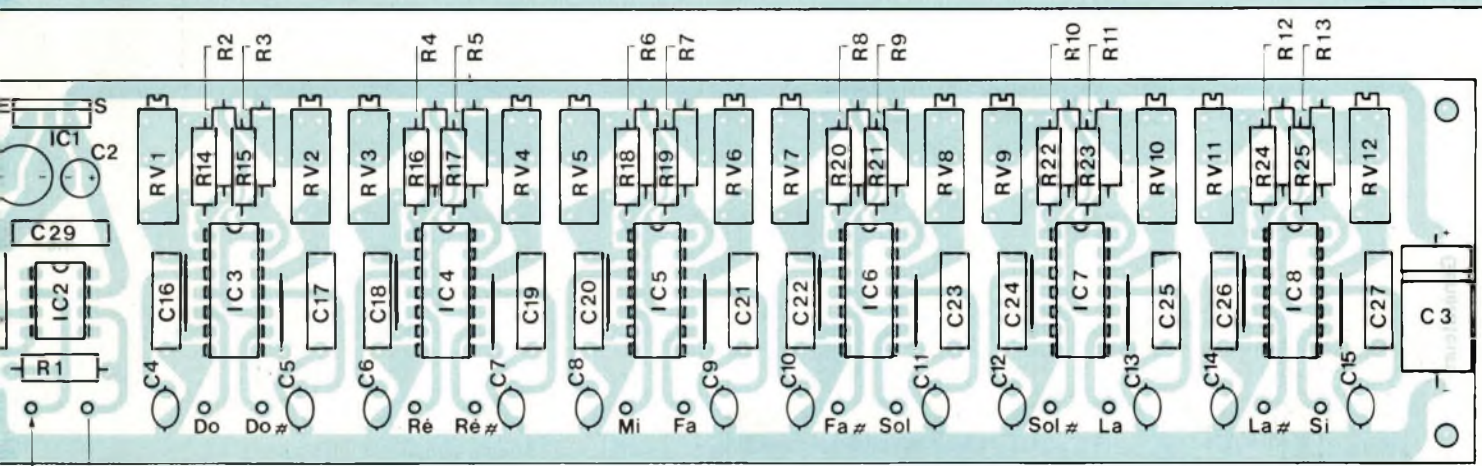 R2 R3 R4 R5 R6 R7 R8 R9 R10 R11 R12 R13
E S
IC1
C2
RV1 R14 R15 RV2 RV3 R16 R17 RV4 RV5 R18 R19 RV6 RV7 R20 R21 RV8 RV9 R22 R23 RV10 RV11 R24 R25 RV12
C29
IC2 C16 IC3 C17 C18 IC4 C19 C20 IC5 C21 C22 IC6 C23 C24 IC7 C25 C26 IC8 C27 C3
R1 C4 C5 C6 C7 C8 C9 C10 C11 C12 C13 C14 C15
Do Do# Ré Ré# Mi Fa Fa# Sol Sol# La La# Si